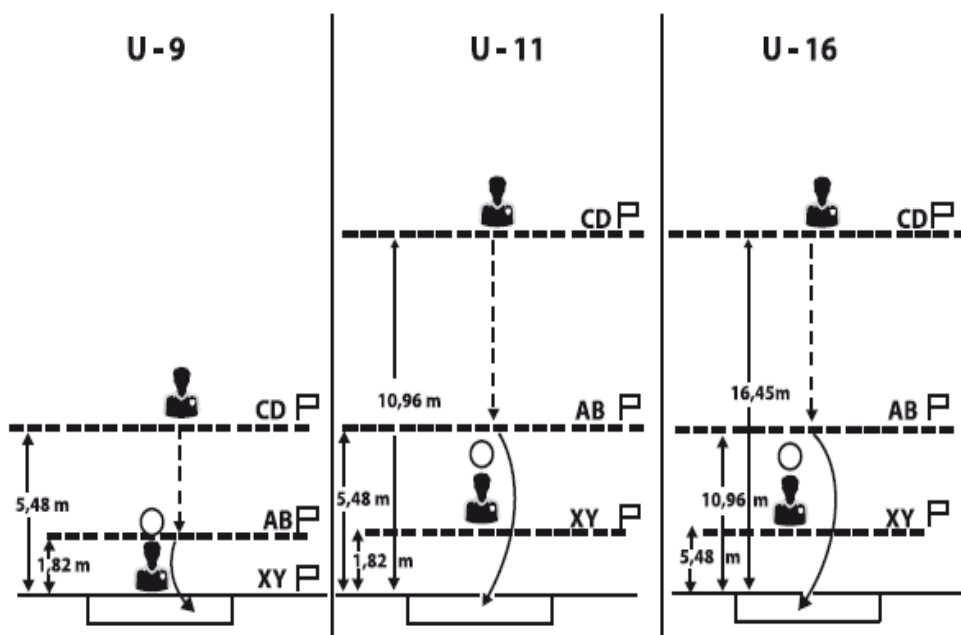 U - 9
CD
5,48 m
AB
1,82 m
XY
U - 11
CD
10,96 m
AB
5,48 m
XY
1,82 m
U - 16
CD
16,45m
AB
10,96 m
XY
5,48 m